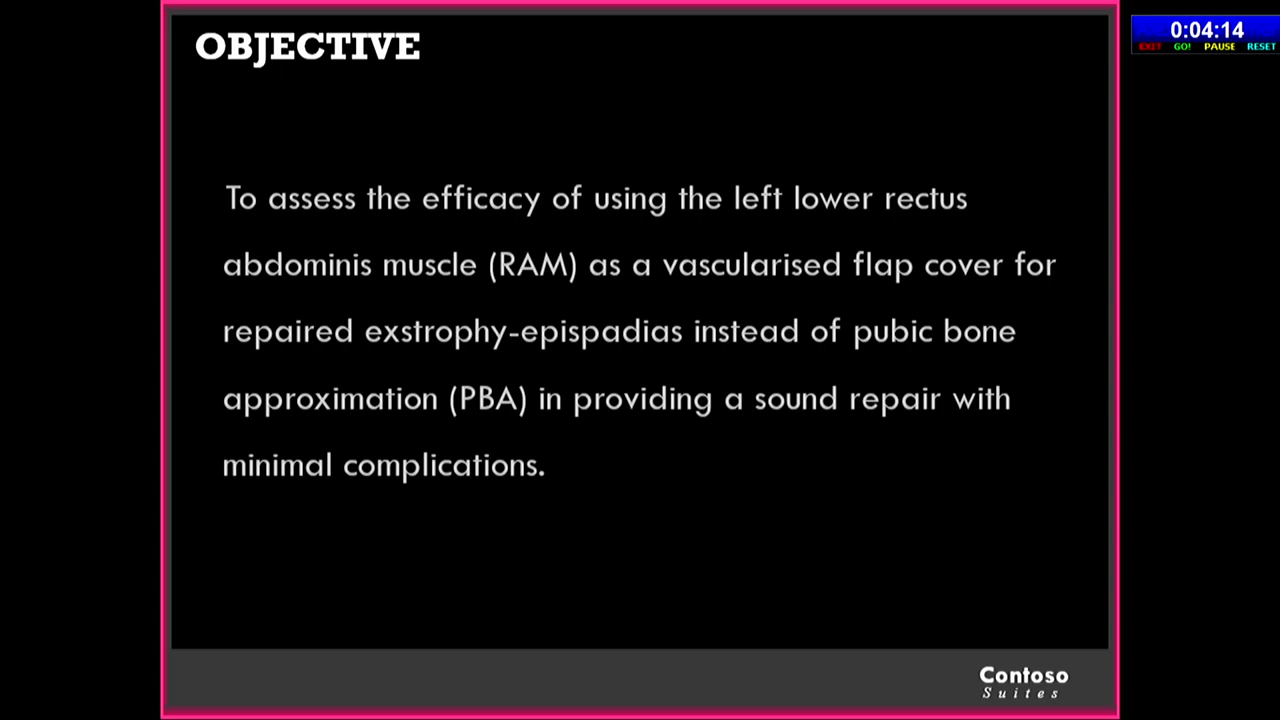 OBJECTIVE
0:04:14
EXIT GO! PAUSE RESET
To assess the efficacy of using the left lower rectus
abdominis muscle (RAM) as a vascularised flap cover for
repaired exstrophy-epispadias instead of pubic bone
approximation (PBA) in providing a sound repair with
minimal complications.
Contoso
Suites